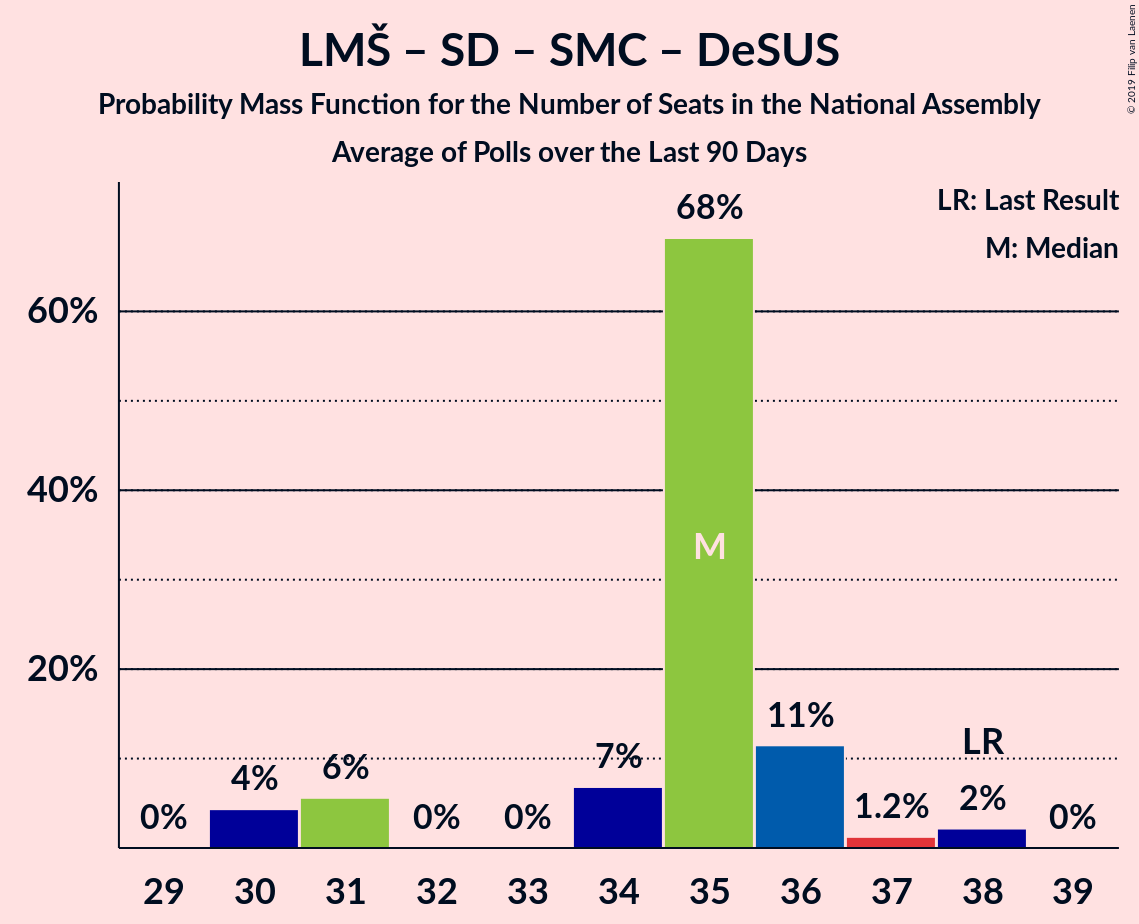 LMŠ – SD – SMC – DeSUS
Probability Mass Function for the Number of Seats in the National Assembly
Average of Polls over the Last 90 Days
© 2019 Filip van Laenen
LR: Last Result
M: Median
68%
60%
40%
20%
M
0%
4%
6%
0%
0%
7%
11%
1.2%
LR
2%
0%
29 30 31 32 33 34 35 36 37 38 39